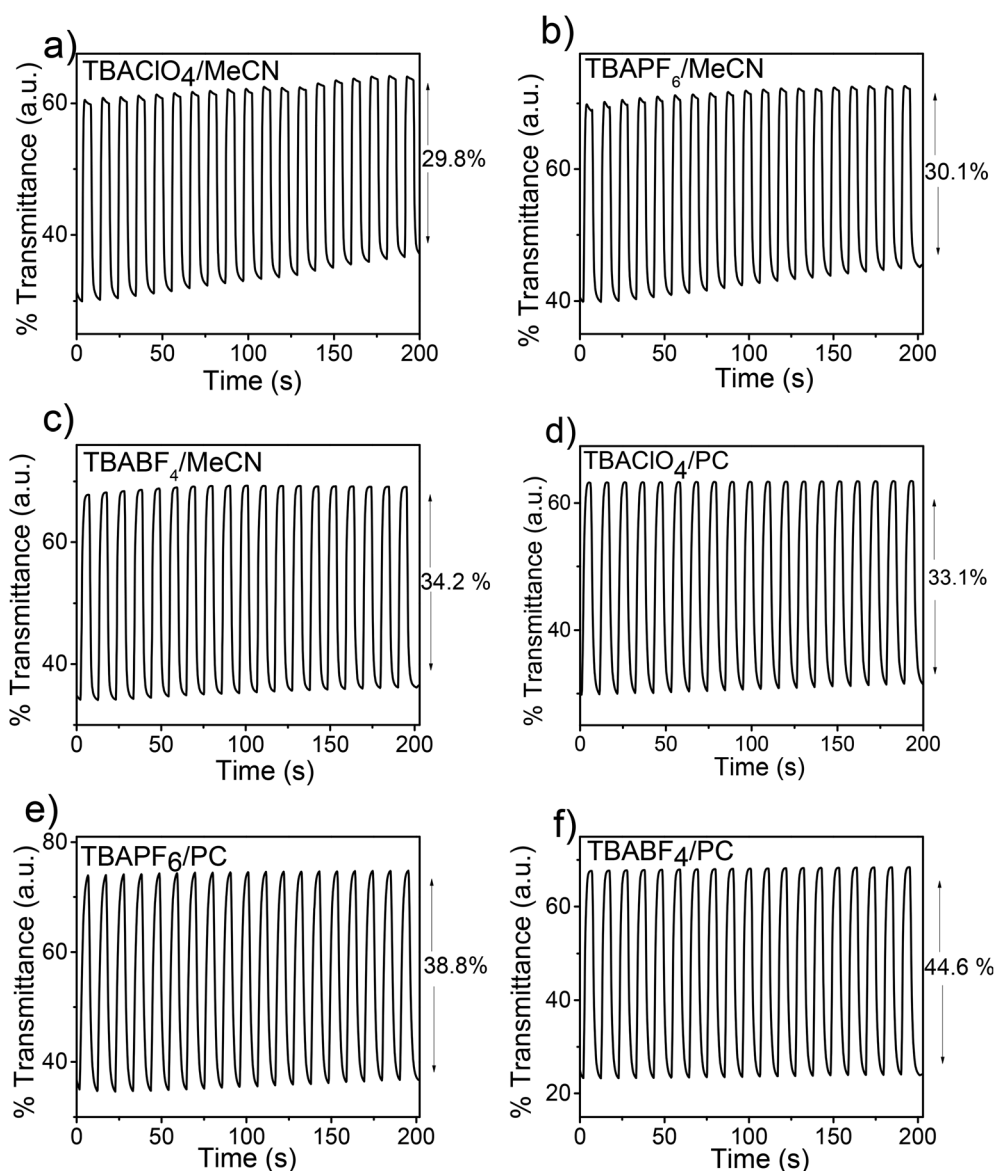 a)
TBAClO4/MeCN
% Transmittance (a.u.)
60
40
29.8%
0 50 100 150 200
Time (s)
b)
TBAPF6/MeCN
% Transmittance (a.u.)
60
40
30.1%
0 50 100 150 200
Time (s)
c)
TBABF4/MeCN
% Transmittance (a.u.)
60
40
34.2 %
0 50 100 150 200
Time (s)
d)
TBAClO4/PC
% Transmittance (a.u.)
60
40
33.1%
0 50 100 150 200
Time (s)
e)
TBAPF6/PC
% Transmittance (a.u.)
80
60
40
38.8%
0 50 100 150 200
Time (s)
f)
TBABF4/PC
% Transmittance (a.u.)
60
40
20
44.6 %
0 50 100 150 200
Time (s)